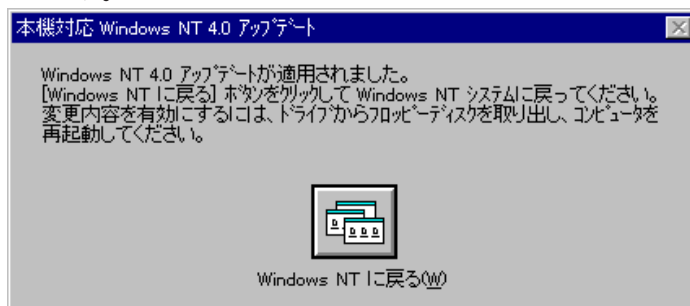 本機対応 Windows NT 4.0 アップデート
Windows NT 4.0 アップデートが適用されました。
[Windows NT に戻る] ボタンをクリックして Windows NT システムに戻ってください。
変更内容を有効にするには、ドライブからフロッピーディスクを取り出し、コンピュータを
再起動してください。
Windows NT に戻る(W)